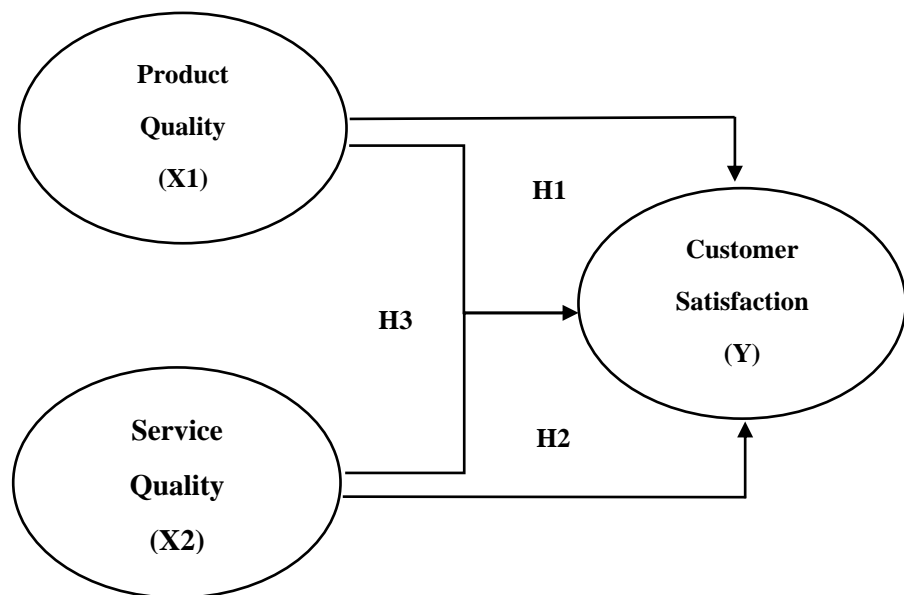 Product
Quality
(X1)
H1
Customer
Satisfaction
(Y)
H3
H2
Service
Quality
(X2)